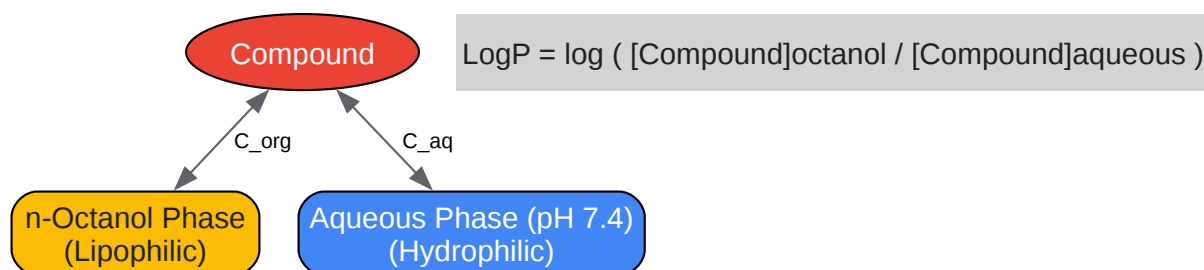 Compound
LogP = log ( [Compound]octanol / [Compound]aqueous )
C_org
C_aq
n-Octanol Phase
(Lipophilic)
Aqueous Phase (pH 7.4)
(Hydrophilic)